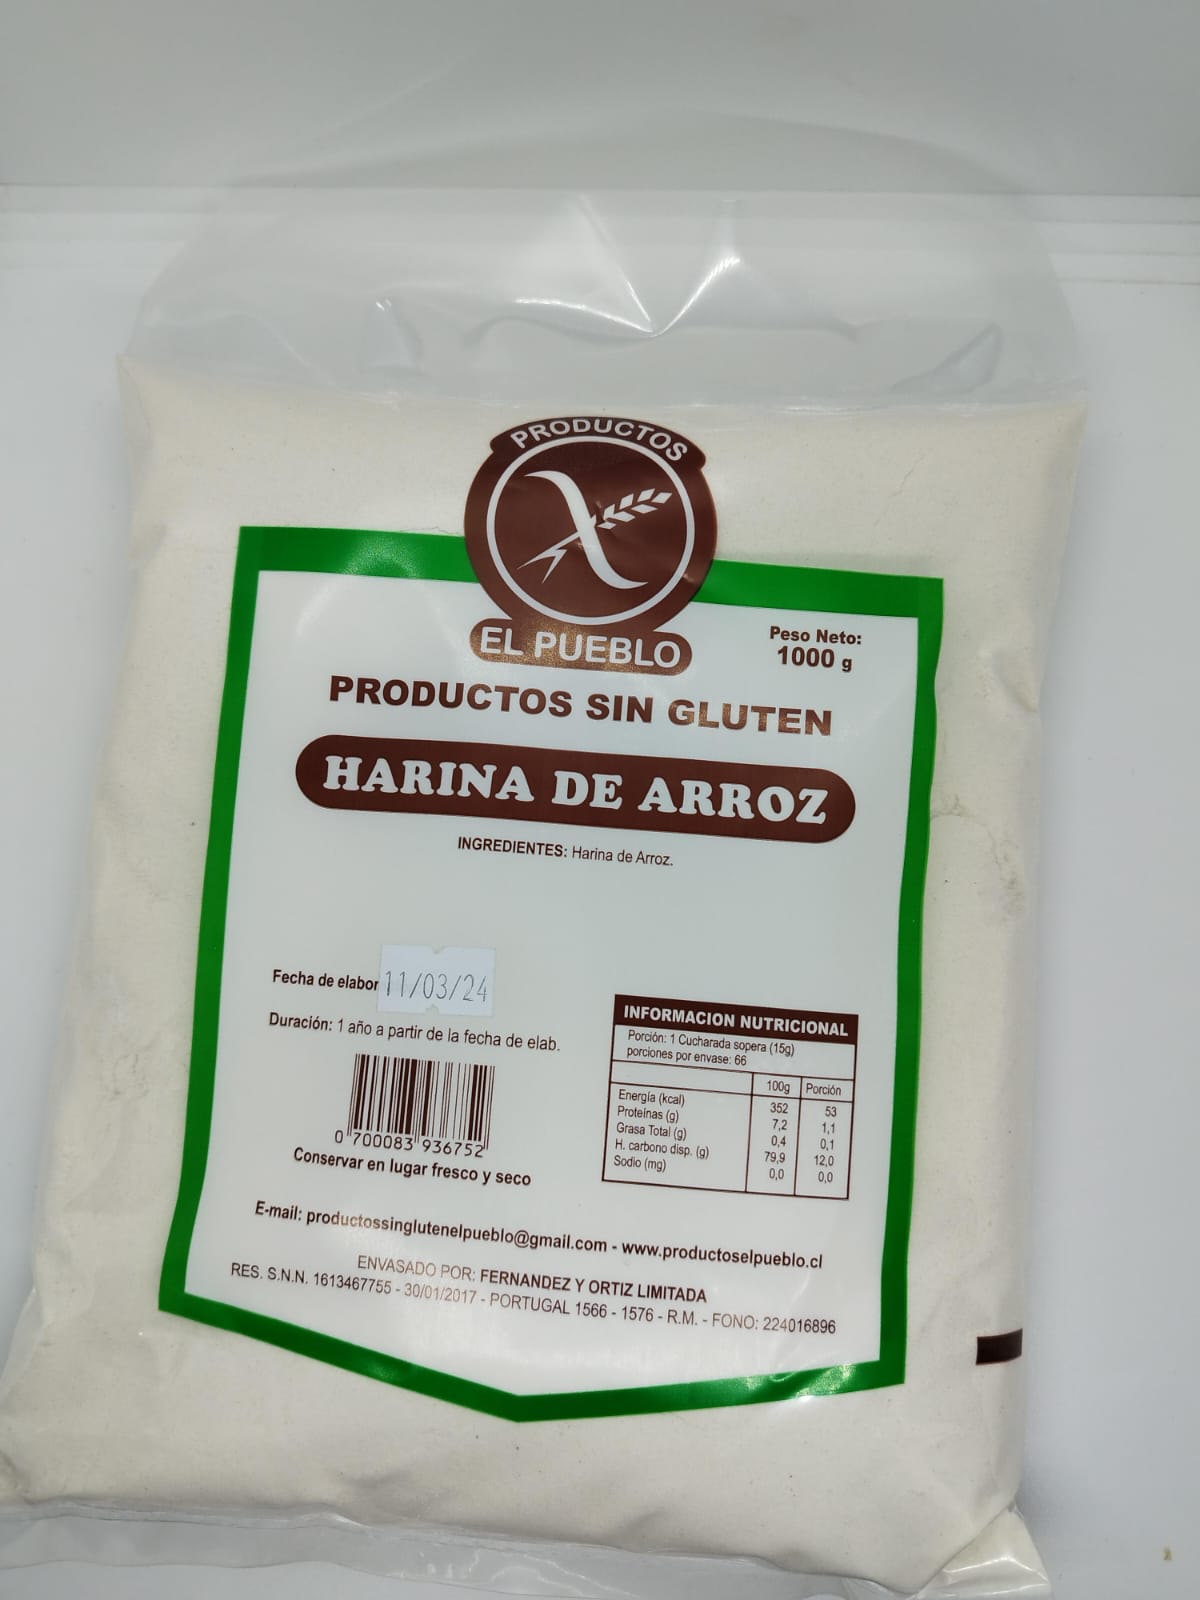 PRODUCTOS
EL PUEBLO
Peso Neto:
1000 g
PRODUCTOS SIN GLUTEN
HARINA DE ARROZ
INGREDIENTES: Harina de Arroz.
Fecha de elabor 11/03/24
Duración: 1 año a partir de la fecha de elab.
0 700083 936752
Conservar en lugar fresco y seco
INFORMACION NUTRICIONAL
Porción: 1 Cucharada sopera (15g)
porciones por envase: 66
100g Porción
Energía (kcal) 352 53
Proteínas (g) 7,2 1,1
Grasa Total (g) 0,4 0,1
H. carbono disp. (g) 79,9 12,0
Sodio (mg) 0,0 0,0
E-mail: productossinglutenelpueblo@gmail.com - www.productoselpueblo.cl
ENVASADO POR: FERNANDEZ Y ORTIZ LIMITADA
RES. S.N.N. 1613467755 - 30/01/2017 - PORTUGAL 1566 - 1576 - R.M. - FONO: 224016896